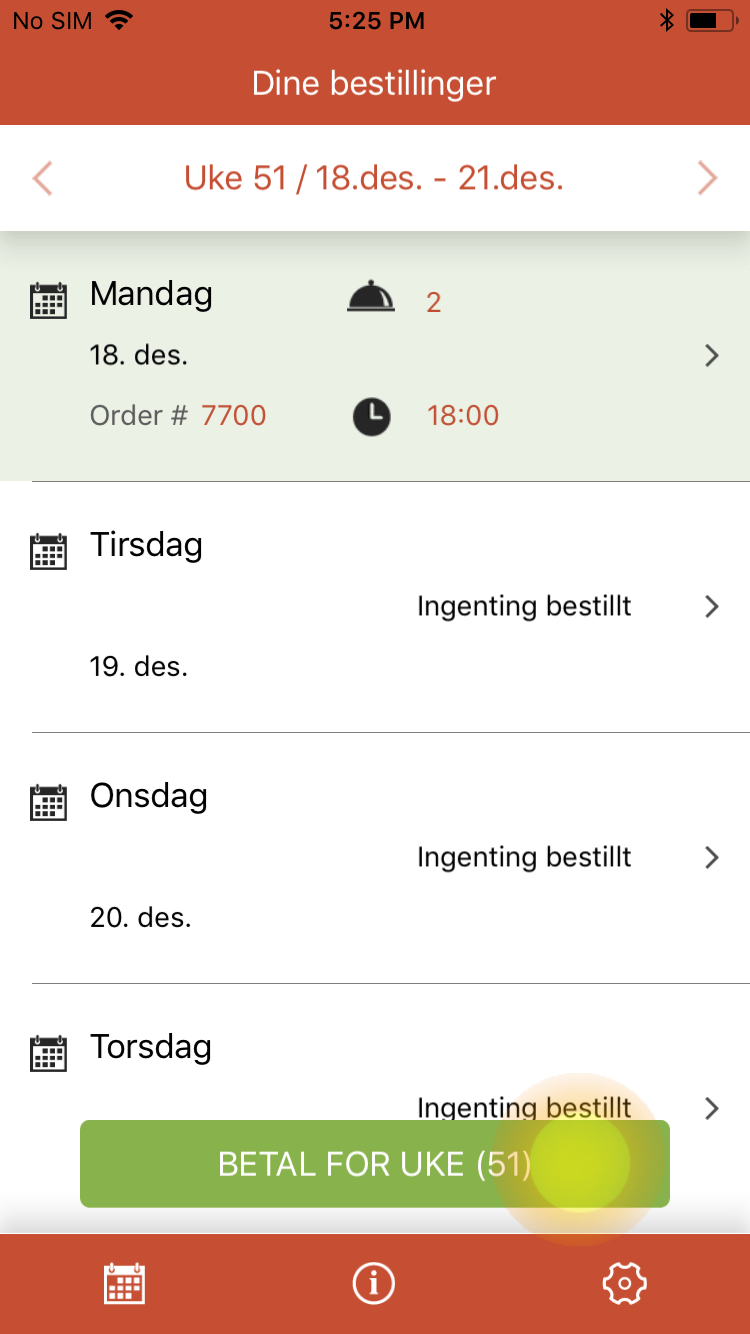 No SIM 5:25 PM
Dine bestillinger
Uke 51 / 18.des. - 21.des.
Mandag 2
18. des.
Order # 7700 18:00
Tirsdag
Ingenting bestillt
19. des.
Onsdag
Ingenting bestillt
20. des.
Torsdag
Ingenting bestillt
BETAL FOR UKE (51)